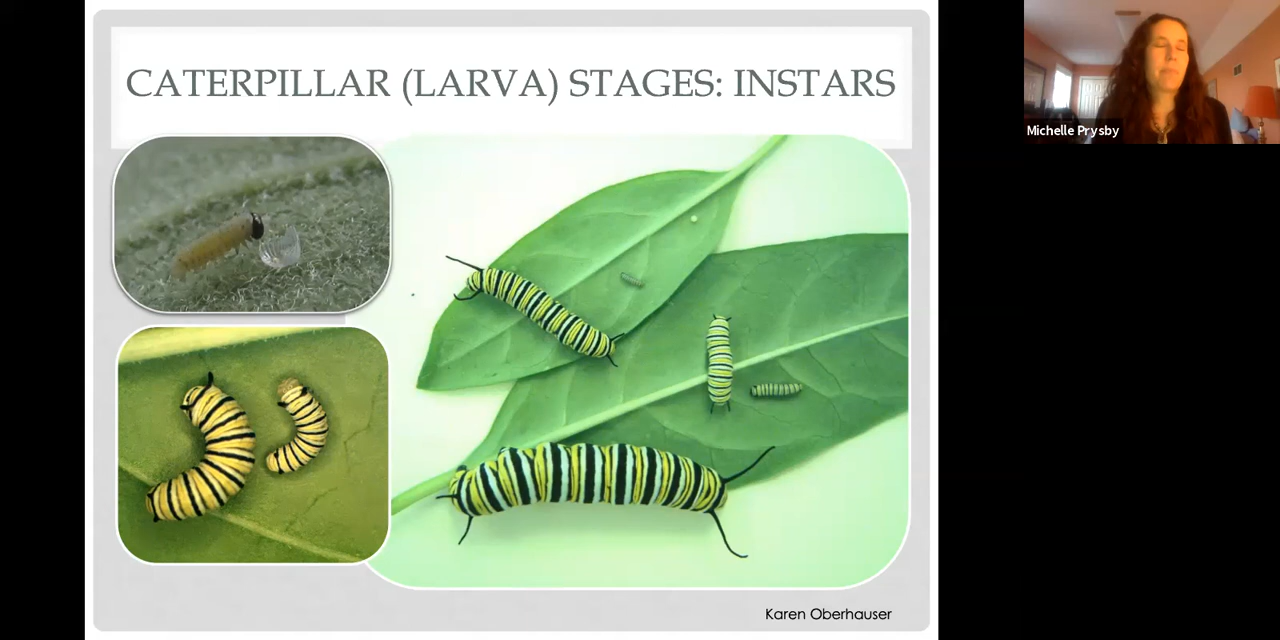 CATERPILLAR (LARVA) STAGES: INSTARS
Michelle Prysby
Karen Oberhauser